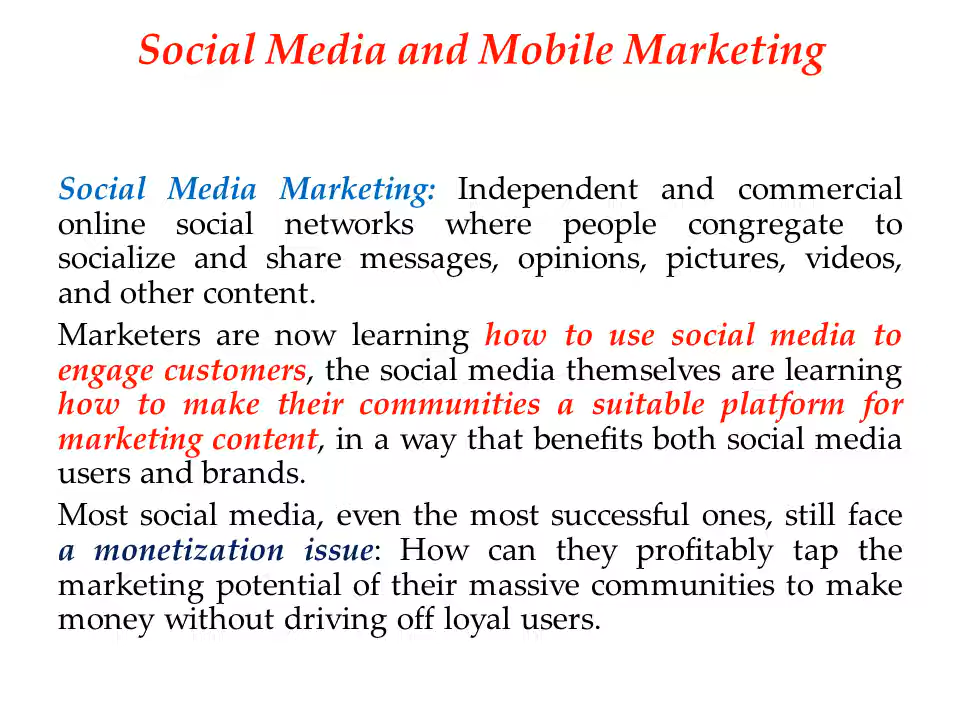 Social Media and Mobile Marketing
Social Media Marketing: Independent and commercial
online social networks where people congregate to
socialize and share messages, opinions, pictures, videos,
and other content.
Marketers are now learning how to use social media to
engage customers, the social media themselves are learning
how to make their communities a suitable platform for
marketing content, in a way that benefits both social media
users and brands.
Most social media, even the most successful ones, still face
a monetization issue: How can they profitably tap the
marketing potential of their massive communities to make
money without driving off loyal users.